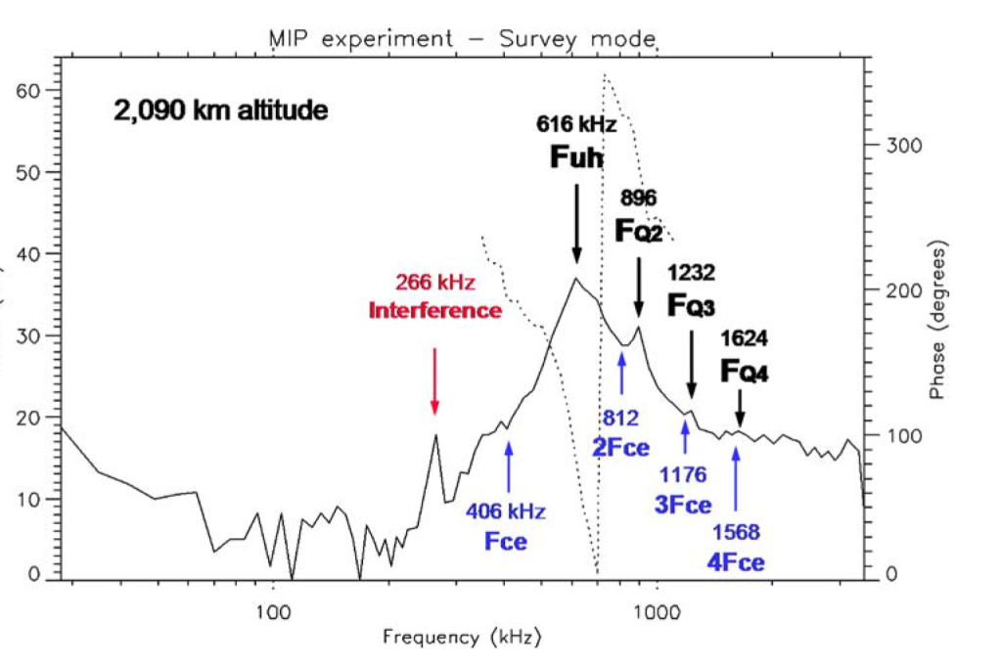 MIP experiment – Survey mode
2,090 km altitude
60
50
40
30
20
10
0
616 kHz
Fuh
896
FQ2
1232
FQ3
1624
FQ4
266 kHz
Interference
406 kHz
Fce
812
2Fce
1176
3Fce
1568
4Fce
300
200
100
0
Phase (degrees)
100
1000
Frequency (kHz)